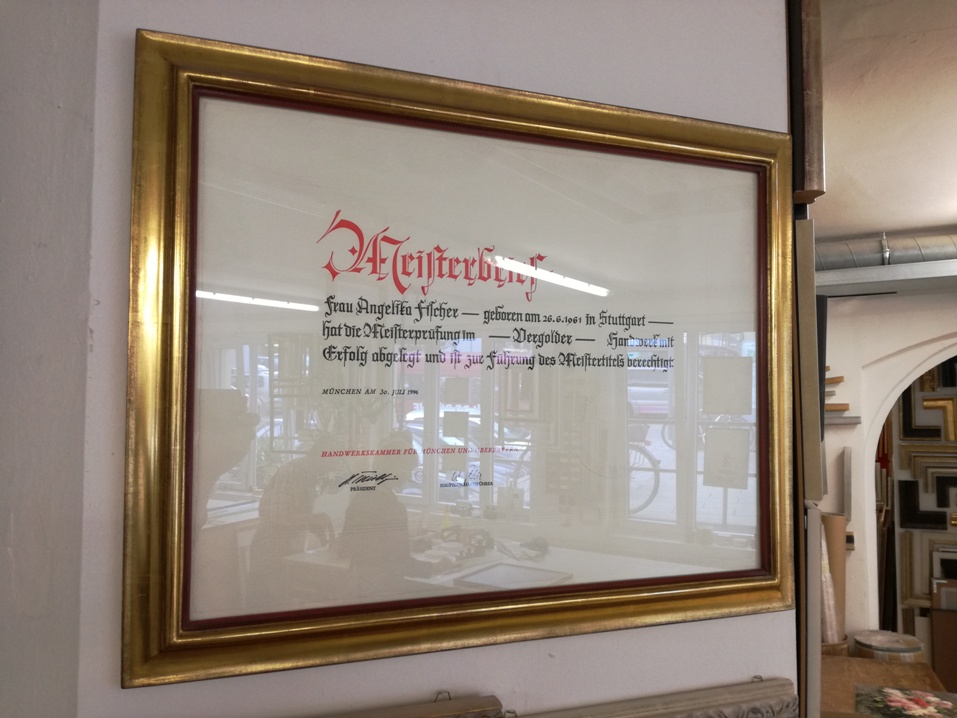 Meisterbrief
Frau Angelika Fischer — geboren am 26.6.1961 in Stuttgart —
hat die Meisterprüfung im — Vergolder — Handwerk mit
Erfolg abgelegt und ist zur Führung des Meistertitels berechtigt.
MÜNCHEN AM 30. JULI 1996
HANDWERKSKAMMER FÜR MÜNCHEN UND OBERBAYERN
PRÄSIDENT HAUPTGESCHÄFTSFÜHRER